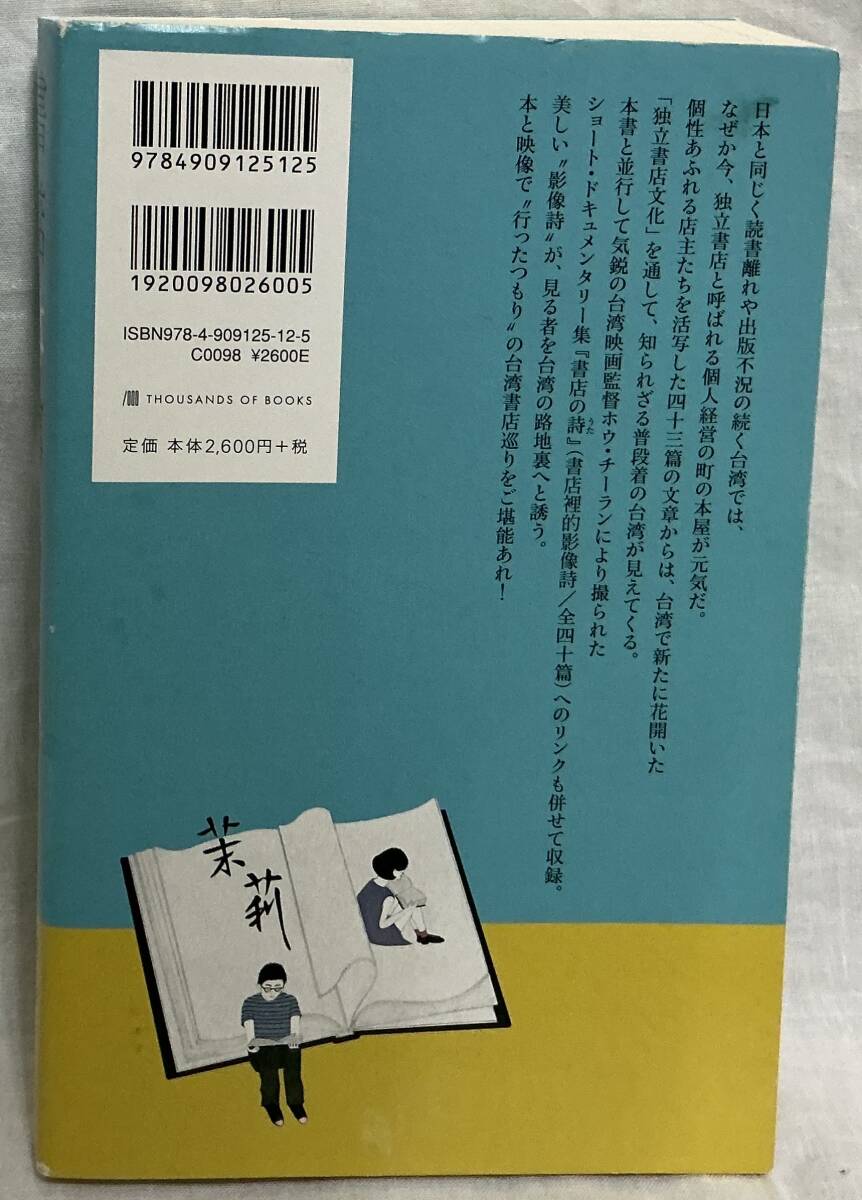 日本と同じく読書離れや出版不況の続く台湾では、
なぜか今、独立書店と呼ばれる個人経営の町の本屋が元気だ。
個性あふれる店主たちを活写した四十三篇の文章からは、台湾で新たに花開いた
「独立書店文化」を通して、知られざる普段着の台湾が見えてくる。
本書と並行して気鋭の台湾映画監督ホウ・チーランにより撮られた
ショート・ドキュメンタリー集『書店の詩』（書店裡的影像詩／全四十篇）へのリンクも併せて収録。
うた
美しい〝影像詩〟が、見る者を台湾の路地裏へと誘う。
本と映像で〝行ったつもり〟の台湾書店巡りをご堪能あれ！
9784909125125
1920098026005
ISBN978-4-909125-12-5
C0098 ¥2600E
THOUSANDS OF BOOKS
定価 本体2,600円+税
茉莉